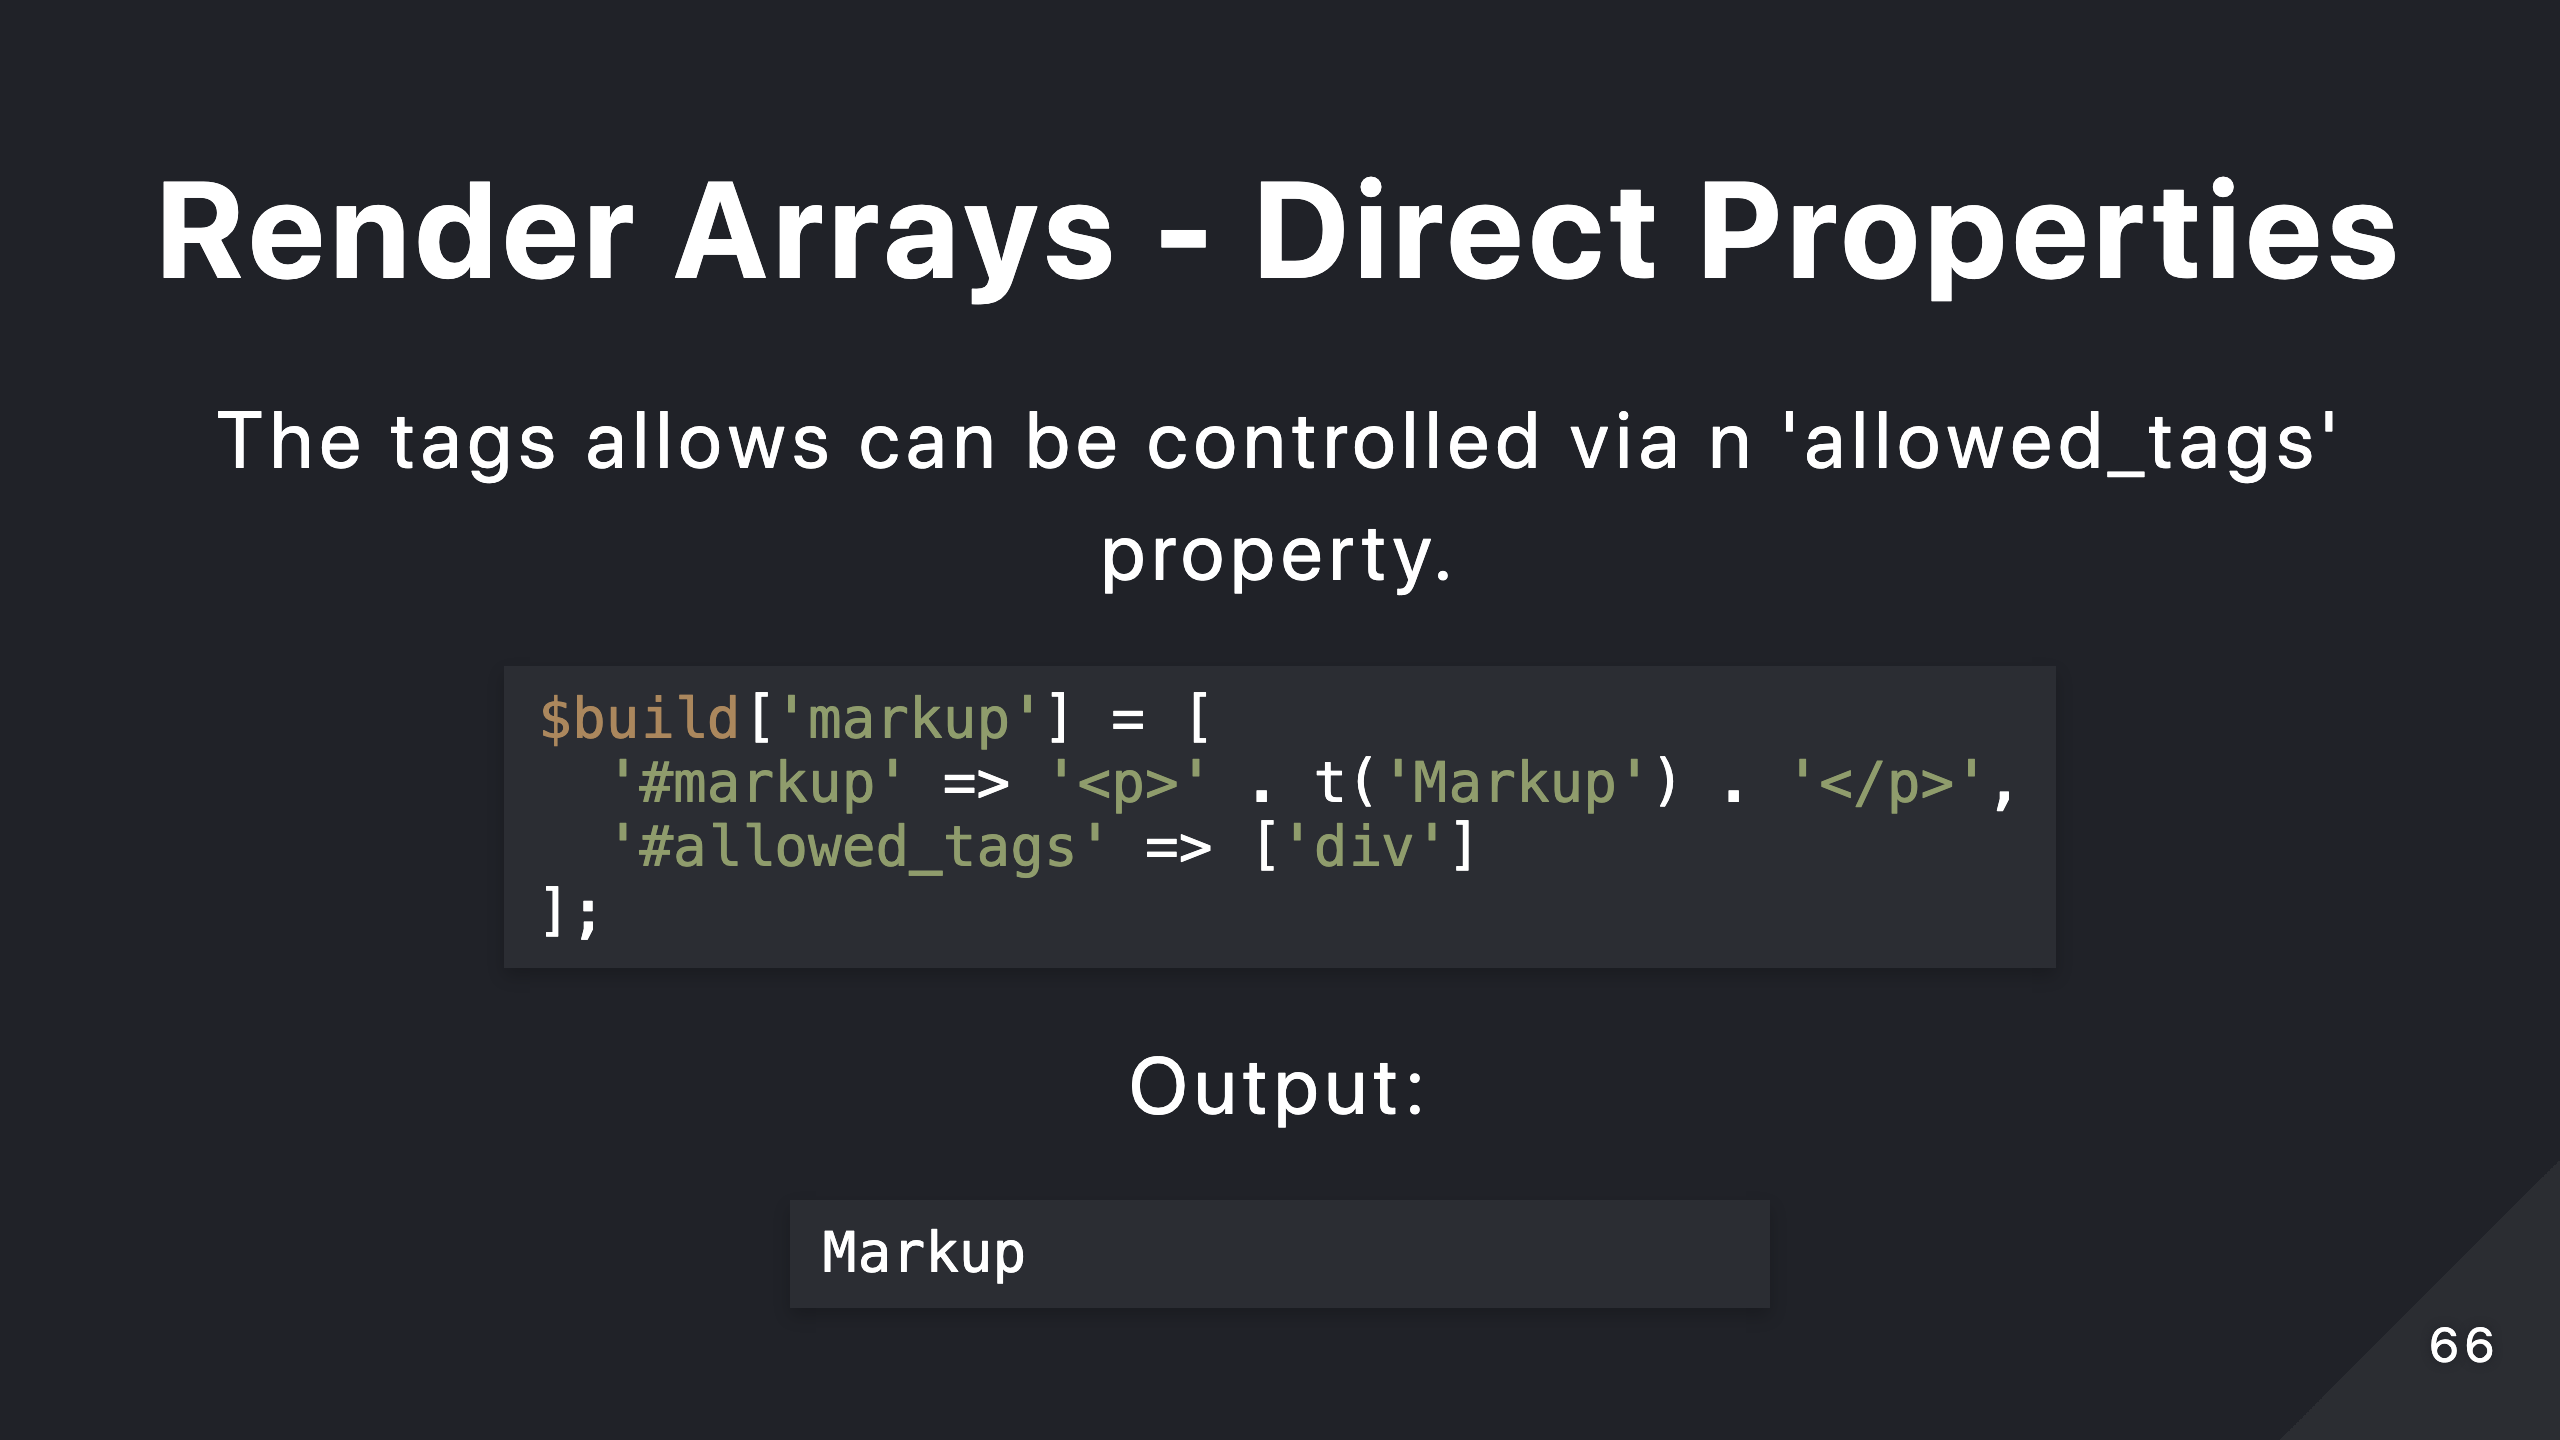 Render Arrays - Direct Properties
The tags allows can be controlled via n 'allowed_tags'
property.
$build['markup'] = [
  '#markup' => '<p>' . t('Markup') . '</p>',
  '#allowed_tags' => ['div']
];
Output:
Markup
66